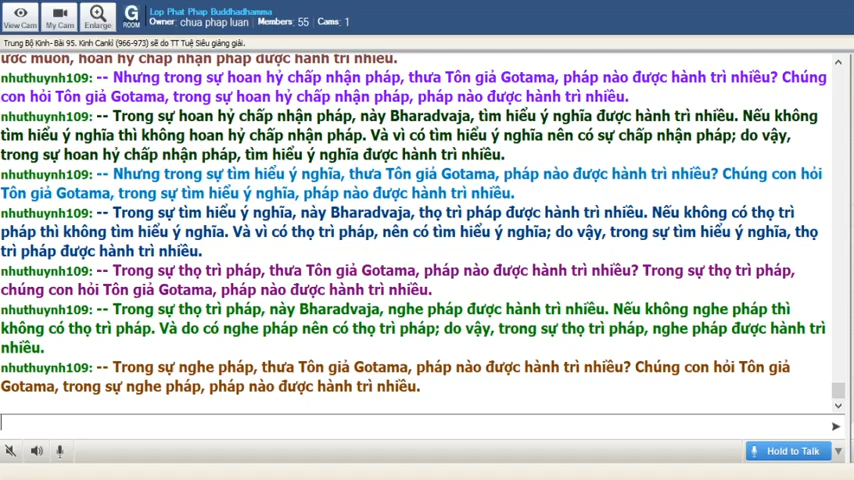 View Cam
My Cam
Enlarge
G
ROOM
Lop Phat Phap Buddhadhamma
Owner: chua phap luan Members: 55 Cams: 1
Trung Bộ Kinh- Bài 95. Kinh Canki (966-973) sẽ do TT Tuệ Siêu giảng giải.
ước muốn, hoan hỷ chấp nhận pháp được hành trì nhiều.
nhuthuynh109: -- Nhưng trong sự hoan hỷ chấp nhận pháp, thưa Tôn giả Gotama, pháp nào được hành trì nhiều? Chúng
con hỏi Tôn giả Gotama, trong sự hoan hỷ chấp nhận pháp, pháp nào được hành trì nhiều.
nhuthuynh109: -- Trong sự hoan hỷ chấp nhận pháp, này Bharadvaja, tìm hiểu ý nghĩa được hành trì nhiều. Nếu không
tìm hiểu ý nghĩa thì không hoan hỷ chấp nhận pháp. Và vì có tìm hiểu ý nghĩa nên có sự chấp nhận pháp; do vậy,
trong sự hoan hỷ chấp nhận pháp, tìm hiểu ý nghĩa được hành trì nhiều.
nhuthuynh109: -- Nhưng trong sự tìm hiểu ý nghĩa, thưa Tôn giả Gotama, pháp nào được hành trì nhiều? Chúng con hỏi
Tôn giả Gotama, trong sự tìm hiểu ý nghĩa, pháp nào được hành trì nhiều.
nhuthuynh109: -- Trong sự tìm hiểu ý nghĩa, này Bharadvaja, thọ trì pháp được hành trì nhiều. Nếu không có thọ trì
pháp thì không tìm hiểu ý nghĩa. Và vì có thọ trì pháp, nên có tìm hiểu ý nghĩa; do vậy, trong sự tìm hiểu ý nghĩa, thọ
trì pháp được hành trì nhiều.
nhuthuynh109: -- Trong sự thọ trì pháp, thưa Tôn giả Gotama, pháp nào được hành trì nhiều? Trong sự thọ trì pháp,
chúng con hỏi Tôn giả Gotama, pháp nào được hành trì nhiều.
nhuthuynh109: -- Trong sự thọ trì pháp, này Bharadvaja, nghe pháp được hành trì nhiều. Nếu không nghe pháp thì
không có thọ trì pháp. Và do có nghe pháp nên có thọ trì pháp; do vậy, trong sự thọ trì pháp, nghe pháp được hành trì
nhiều.
nhuthuynh109: -- Trong sự nghe pháp, thưa Tôn giả Gotama, pháp nào được hành trì nhiều? Chúng con hỏi Tôn giả
Gotama, trong sự nghe pháp, pháp nào được hành trì nhiều.
Hold to Talk